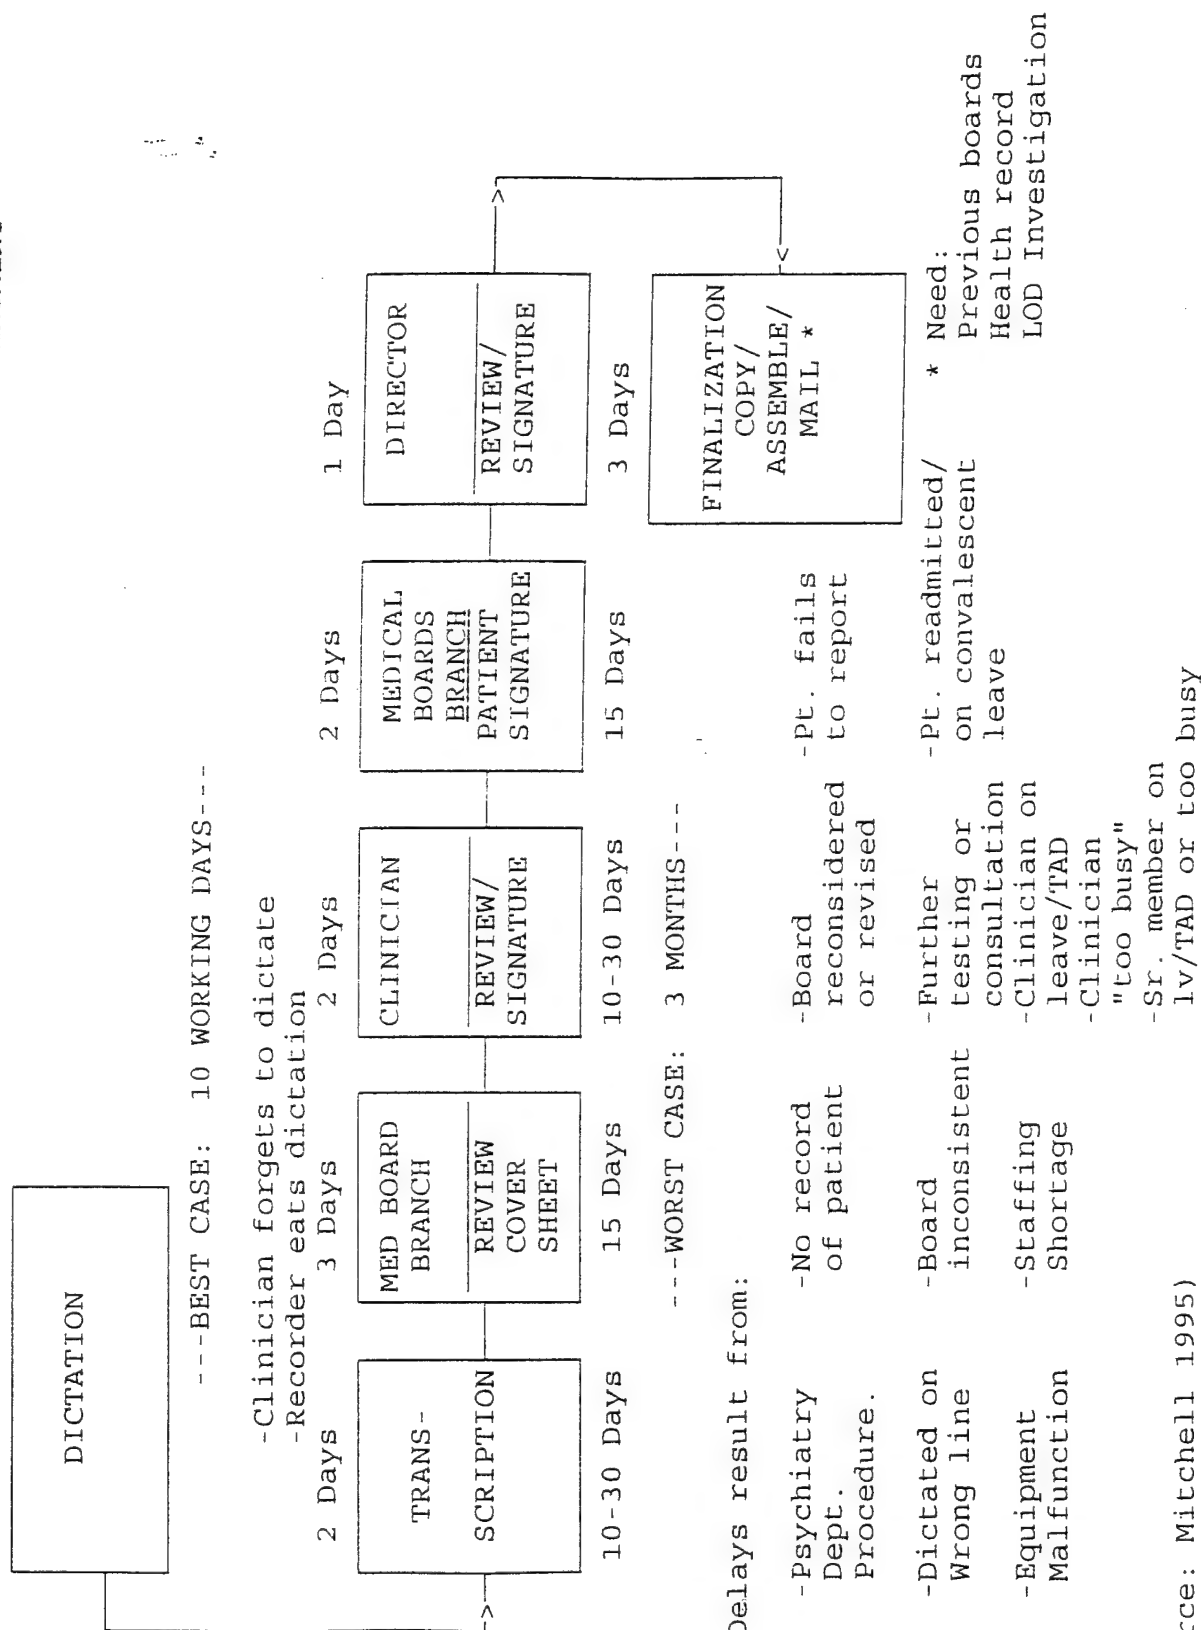 DICTATION
---BEST CASE: 10 WORKING DAYS---
-Clinician forgets to dictate
-Recorder eats dictation
2 Days
3 Days
2 Days
2 Days
1 Day
TRANS-
SCRIPTION
MED BOARD
BRANCH
REVIEW
COVER
SHEET
CLINICIAN
REVIEW/
SIGNATURE
MEDICAL
BOARDS
BRANCH
PATIENT
SIGNATURE
DIRECTOR
REVIEW/
SIGNATURE
10-30 Days
15 Days
10-30 Days
15 Days
3 Days
---WORST CASE: 3 MONTHS---
FINALIZATION
COPY/
ASSEMBLE/
MAIL *
Delays result from:
-Psychiatry
Dept.
Procedure.
-Dictated on
Wrong line
-Equipment
Malfunction
-No record
of patient
-Board
inconsistent
-Staffing
Shortage
-Board
reconsidered
or revised
-Further
testing or
consultation
-Clinician on
leave/TAD
-Clinician
"too busy"
-Sr. member on
lv/TAD or too busy
-Pt. fails
to report
-Pt. readmitted/
on convalescent
leave
* Need:
Previous boards
Health record
LOD Investigation
rce: Mitchell 1995)